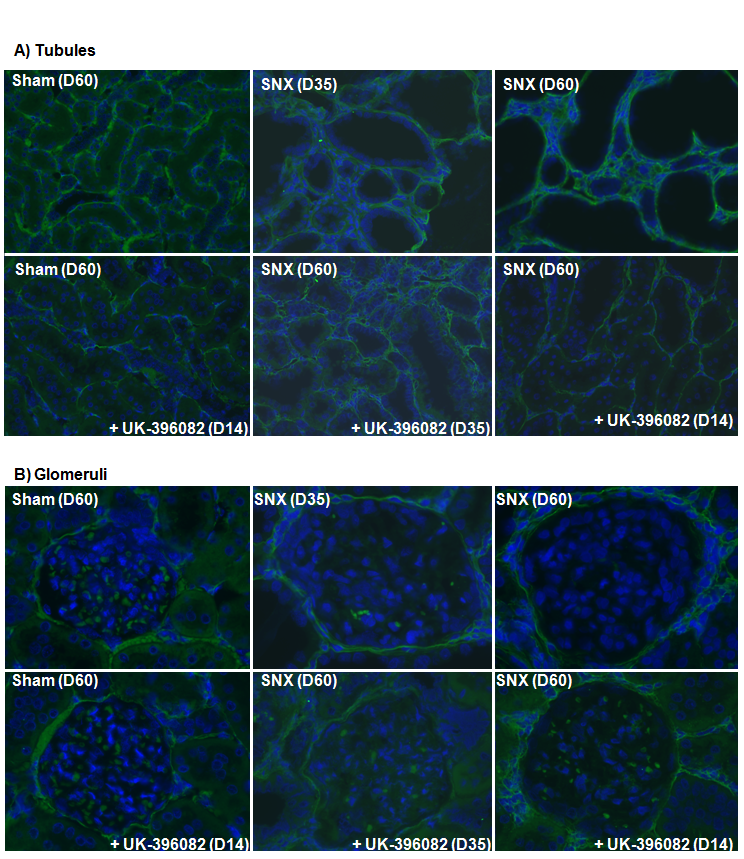 A) Tubules
Sham (D60)
SNX (D35)
SNX (D60)
Sham (D60)
SNX (D60)
SNX (D60)
+ UK-396082 (D14)
+ UK-396082 (D35)
+ UK-396082 (D14)
B) Glomeruli
Sham (D60)
SNX (D35)
SNX (D60)
Sham (D60)
SNX (D60)
SNX (D60)
+ UK-396082 (D14)
+ UK-396082 (D35)
+ UK-396082 (D14)